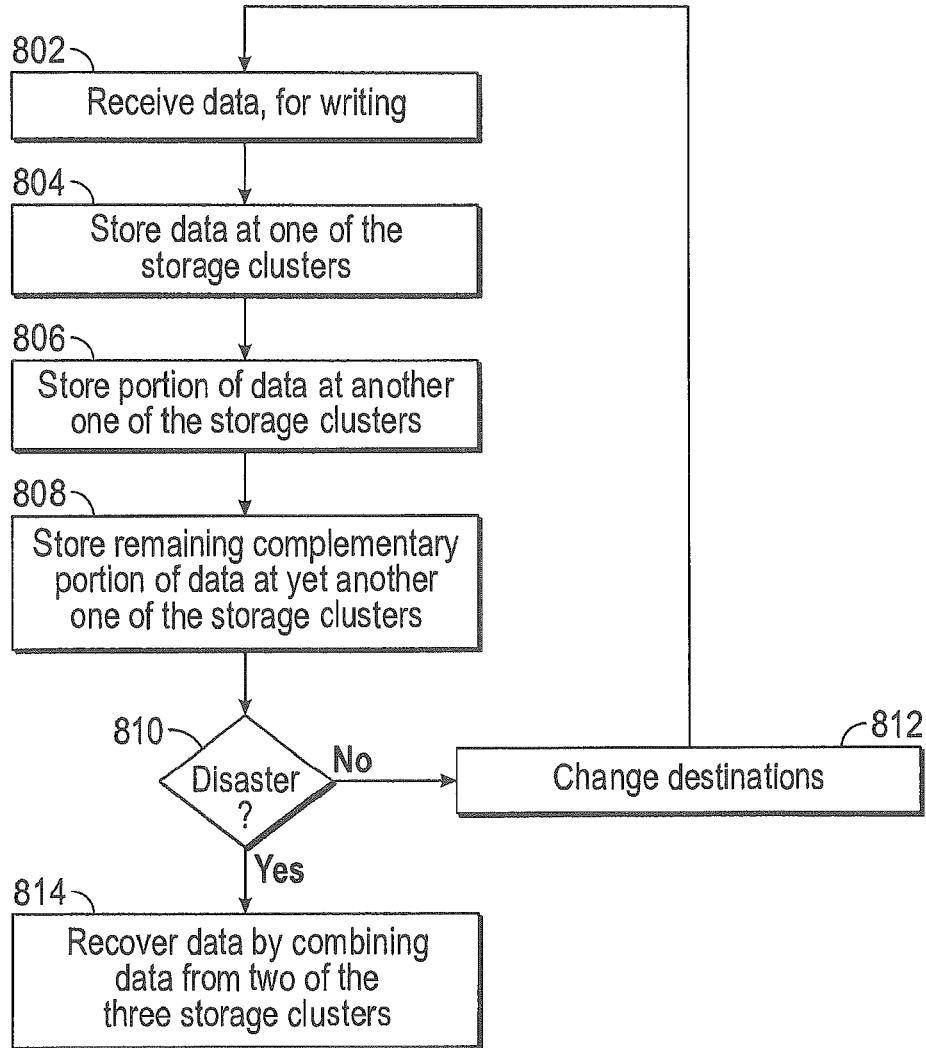 802
Receive data, for writing
804
Store data at one of the
storage clusters
806
Store portion of data at another
one of the storage clusters
808
Store remaining complementary
portion of data at yet another
one of the storage clusters
810
Disaster
?
No
812
Change destinations
Yes
814
Recover data by combining
data from two of the
three storage clusters